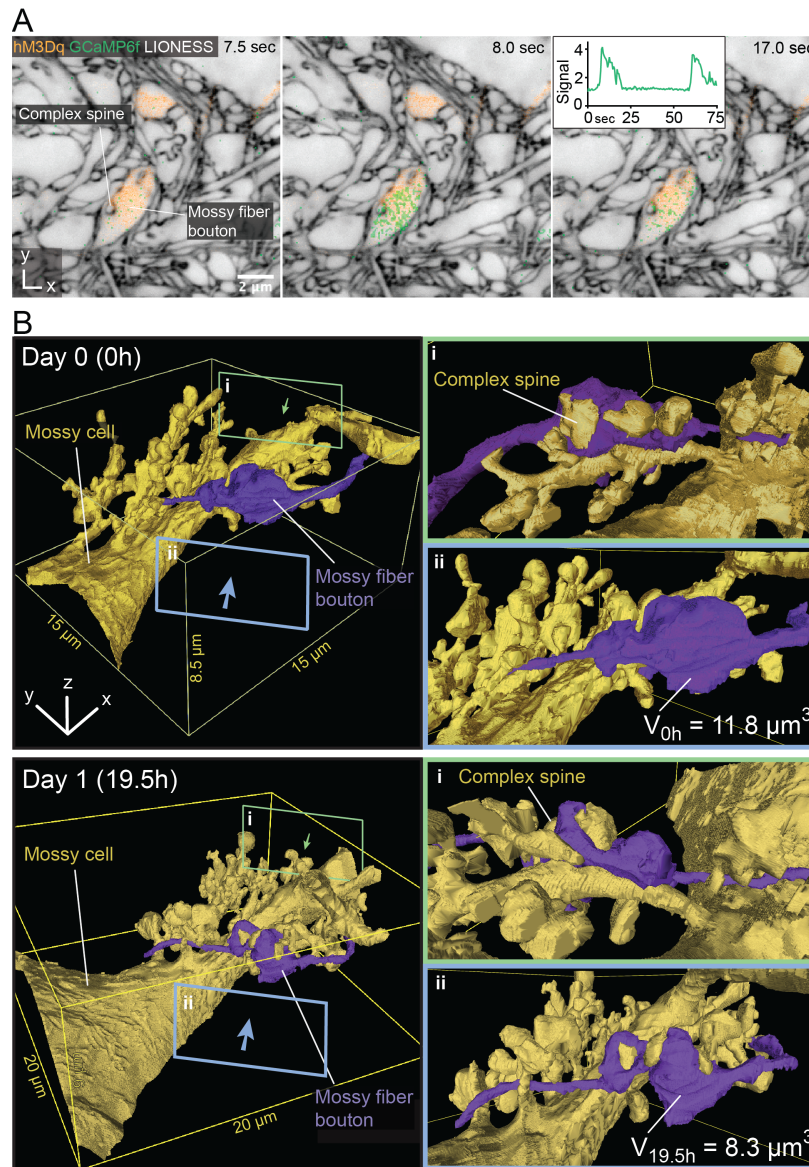 A
hM3Dq GCaMP6f LIONESS 7.5 sec
Complex spine
Mossy fiber
bouton
y
x
2 µm
8.0 sec
17.0 sec
Signal
4
2
0
0 sec 25 50 75
B
Day 0 (0h)
i
Mossy cell
ii
Mossy fiber
bouton
15 µm
8.5 µm
15 µm
y z x
i
Complex spine
ii
V0h = 11.8 µm³
Day 1 (19.5h)
i
Mossy cell
ii
Mossy fiber
bouton
20 µm
20 µm
i Complex spine
ii
V19.5h = 8.3 µm³